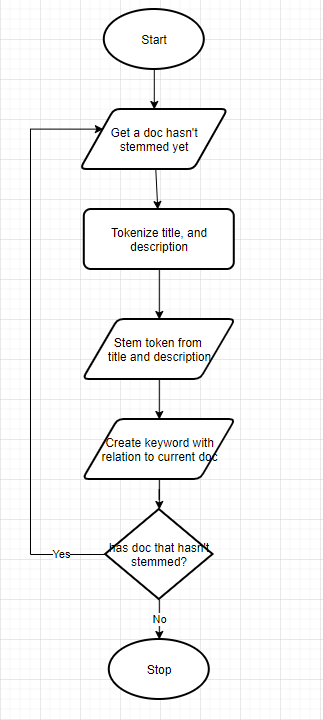 Start
Get a doc hasn't
stemmed yet
Tokenize title, and
description
Stem token from
title and description
Create keyword with
relation to current doc
has doc that hasn't
stemmed?
Yes
No
Stop